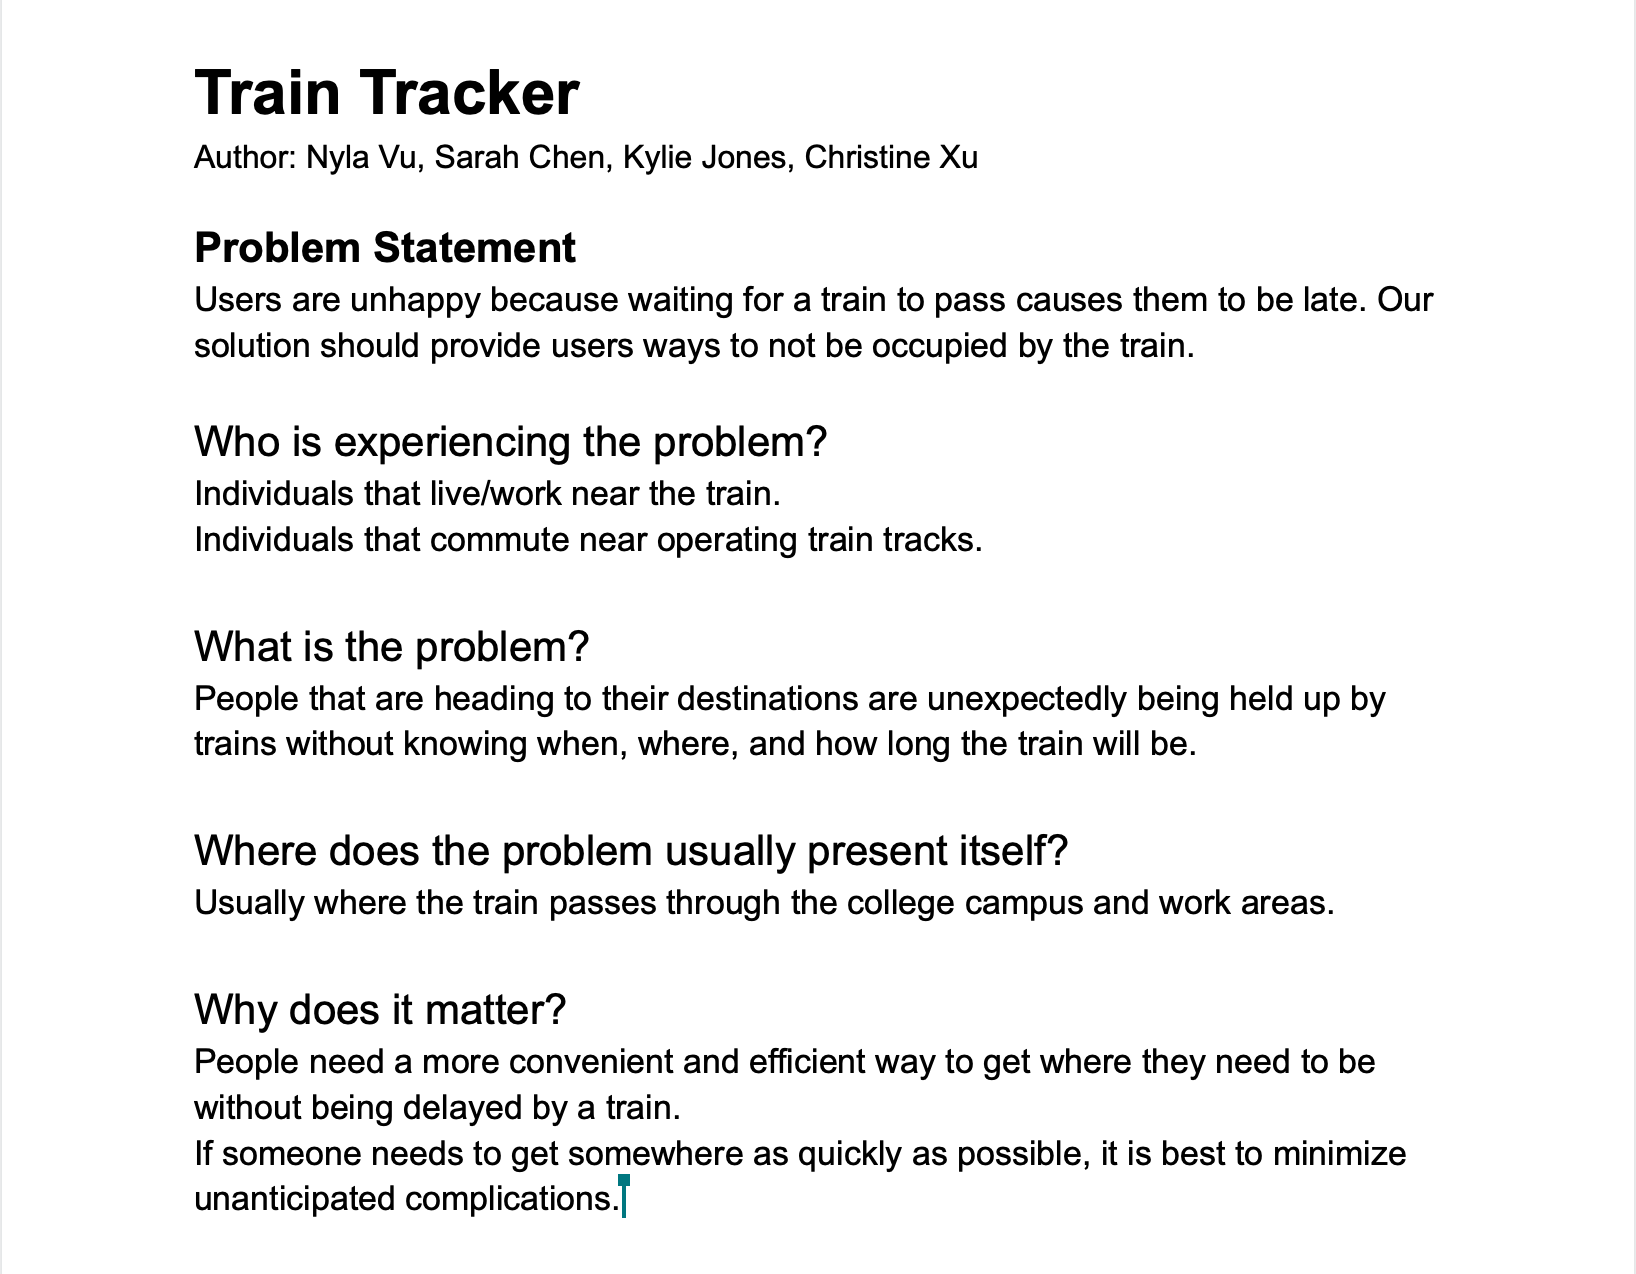 Train Tracker
Author: Nyla Vu, Sarah Chen, Kylie Jones, Christine Xu
Problem Statement
Users are unhappy because waiting for a train to pass causes them to be late. Our
solution should provide users ways to not be occupied by the train.
Who is experiencing the problem?
Individuals that live/work near the train.
Individuals that commute near operating train tracks.
What is the problem?
People that are heading to their destinations are unexpectedly being held up by
trains without knowing when, where, and how long the train will be.
Where does the problem usually present itself?
Usually where the train passes through the college campus and work areas.
Why does it matter?
People need a more convenient and efficient way to get where they need to be
without being delayed by a train.
If someone needs to get somewhere as quickly as possible, it is best to minimize
unanticipated complications.